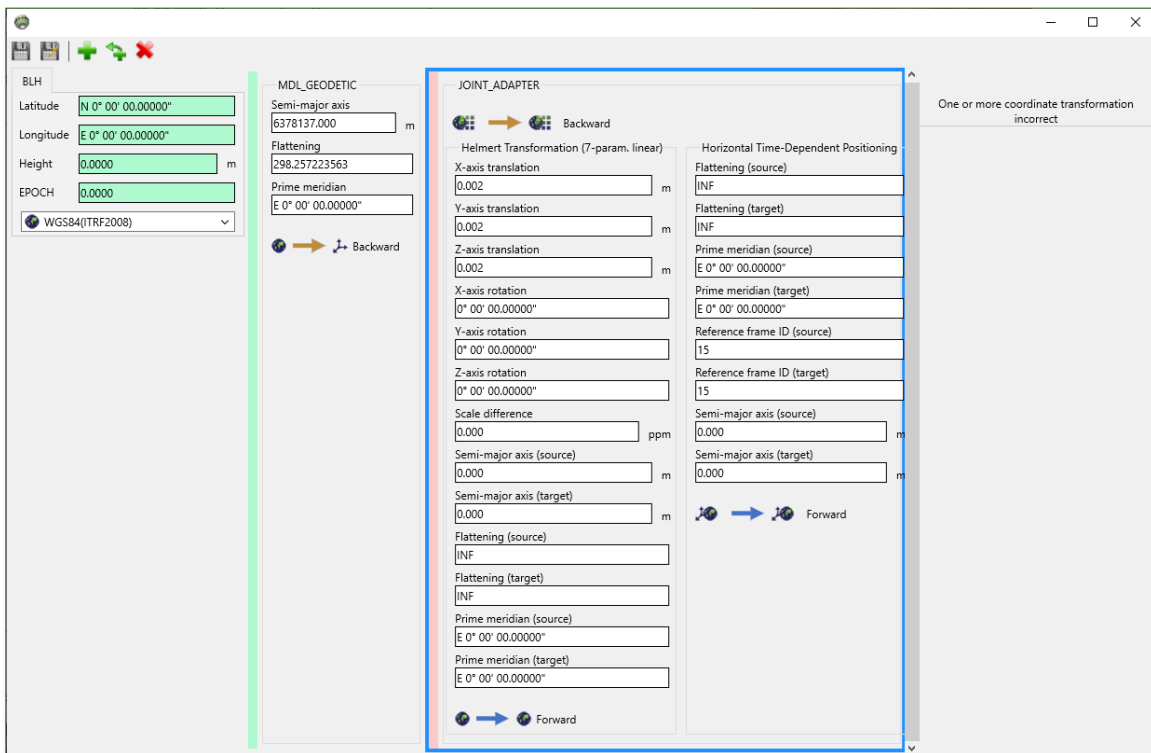 BLH
Latitude
N 0° 00' 00.00000"
Longitude
E 0° 00' 00.00000"
Height
0.0000
m
EPOCH
0.0000
WGS84(ITRF2008)
MDL_GEODETIC
Semi-major axis
6378137.000
m
Flattening
298.257223563
Prime meridian
E 0° 00' 00.00000"
Backward
JOINT_ADAPTER
Backward
Helmert Transformation (7-param. linear)
X-axis translation
0.002
m
Y-axis translation
0.002
m
Z-axis translation
0.002
m
X-axis rotation
0° 00' 00.00000"
Y-axis rotation
0° 00' 00.00000"
Z-axis rotation
0° 00' 00.00000"
Scale difference
0.000
ppm
Semi-major axis (source)
0.000
m
Semi-major axis (target)
0.000
m
Flattening (source)
INF
Flattening (target)
INF
Prime meridian (source)
E 0° 00' 00.00000"
Prime meridian (target)
E 0° 00' 00.00000"
Forward
Horizontal Time-Dependent Positioning
Flattening (source)
INF
Flattening (target)
INF
Prime meridian (source)
E 0° 00' 00.00000"
Prime meridian (target)
E 0° 00' 00.00000"
Reference frame ID (source)
15
Reference frame ID (target)
15
Semi-major axis (source)
0.000
m
Semi-major axis (target)
0.000
m
Forward
One or more coordinate transformation
incorrect